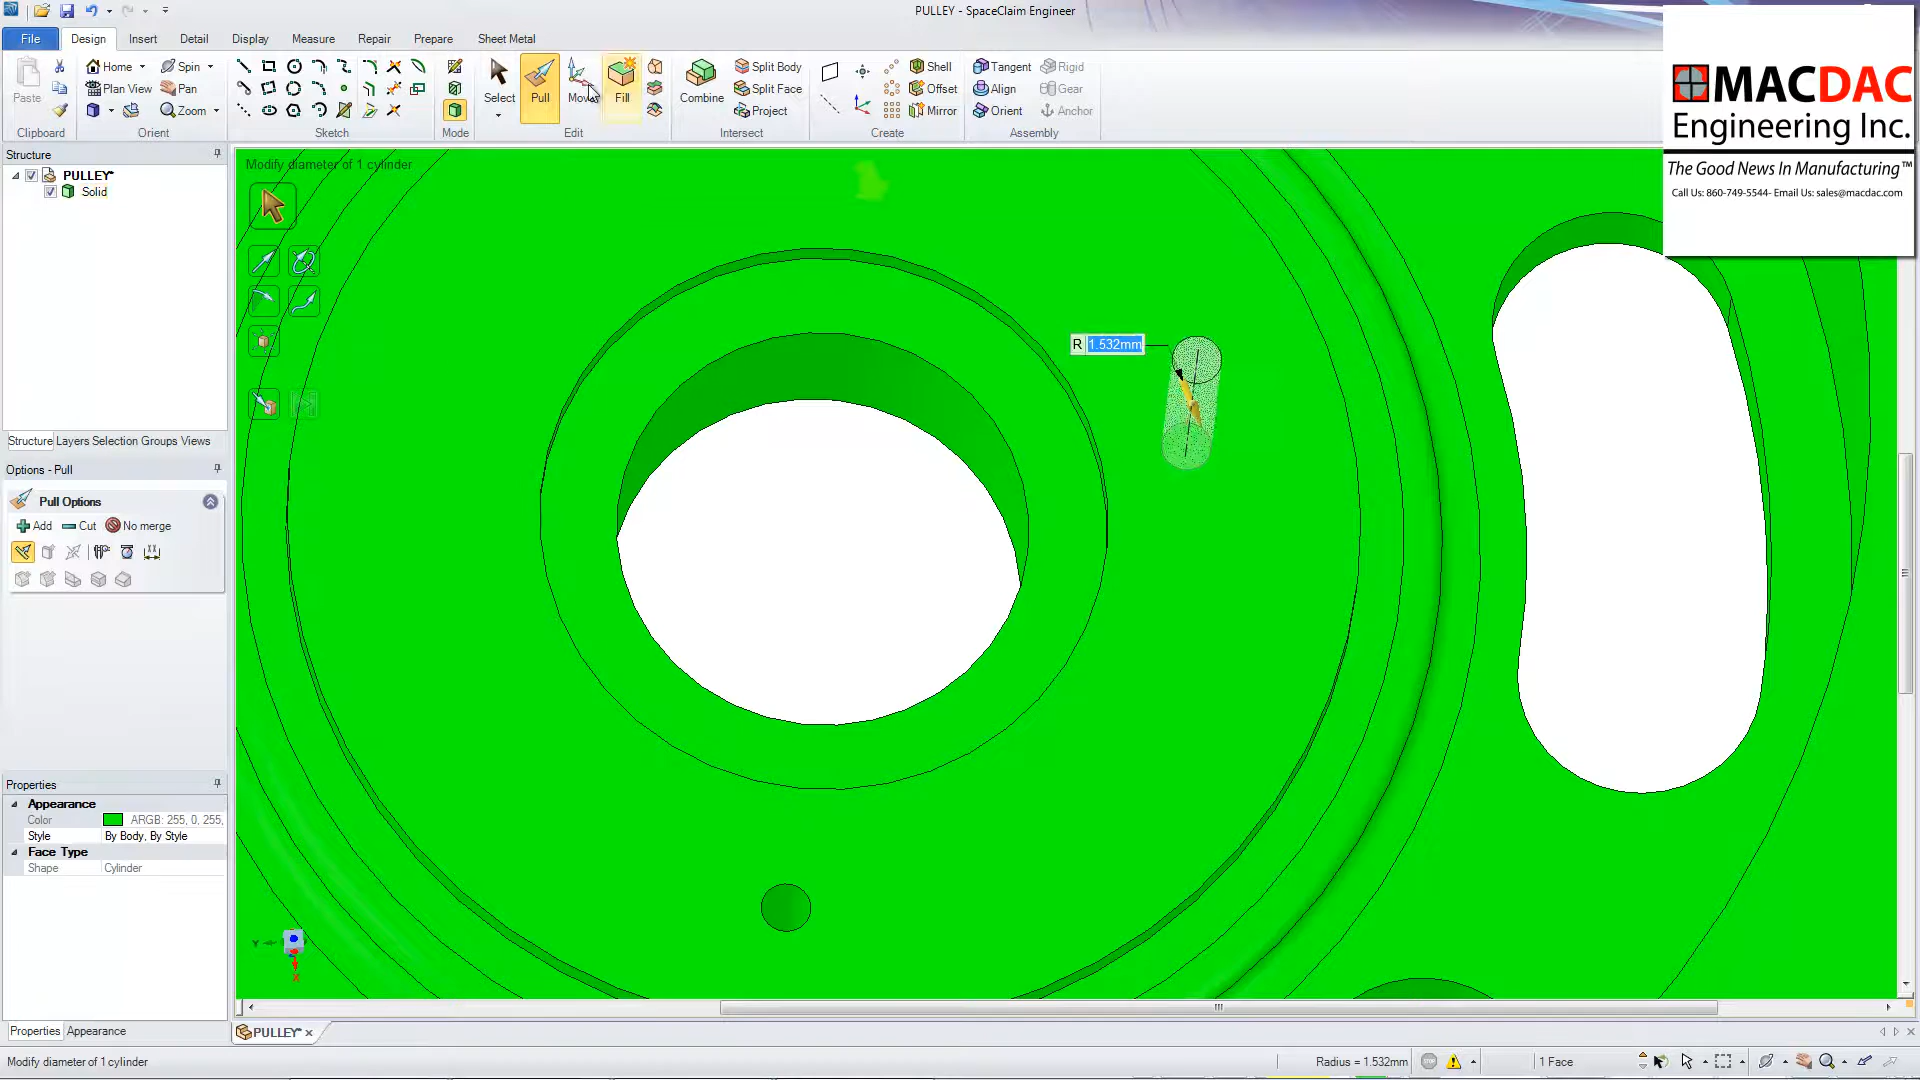 PULLEY - SpaceClaim Engineer
File Design Insert Detail Display Measure Repair Prepare Sheet Metal
Paste
Home
Plan View
Spin
Pan
Zoom
Select
Pull
Move
Fill
Combine
Split Body
Split Face
Project
Shell
Offset
Mirror
Tangent
Align
Orient
Rigid
Gear
Anchor
Clipboard Orient Sketch Mode Edit Intersect Create Assembly
MACDAC
Engineering Inc.
The Good News In Manufacturing™
Call Us: 860-749-5544- Email Us: sales@macdac.com
Structure
PULLEY*
Solid
Structure Layers Selection Groups Views
Options - Pull
Pull Options
Add Cut No merge
Properties
Appearance
Color ARGB: 255, 0, 255,
Style By Body, By Style
Face Type
Shape Cylinder
Properties Appearance
Modify diameter of 1 cylinder
R 1.532mm
Y
X
PULLEY*
Modify diameter of 1 cylinder
Radius = 1.532mm
1 Face